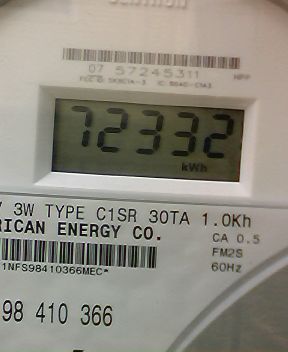 07 57245311
72332
kWh
3W TYPE C1SR 30TA 1.0Kh
RICAN ENERGY CO.
CA 0.5
FM2S
60Hz
1NFS98410366MEC*
98 410 366